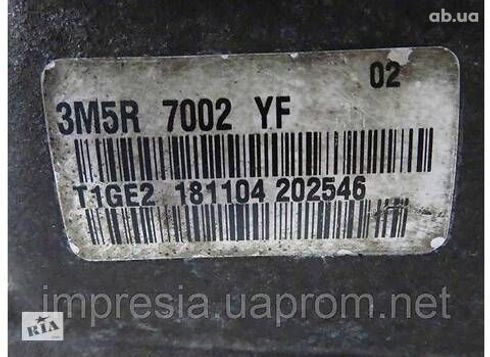 ab.ua
02
3M5R 7002 YF
T1GE2 181104 202546
impresia.uaprom.net
RIA